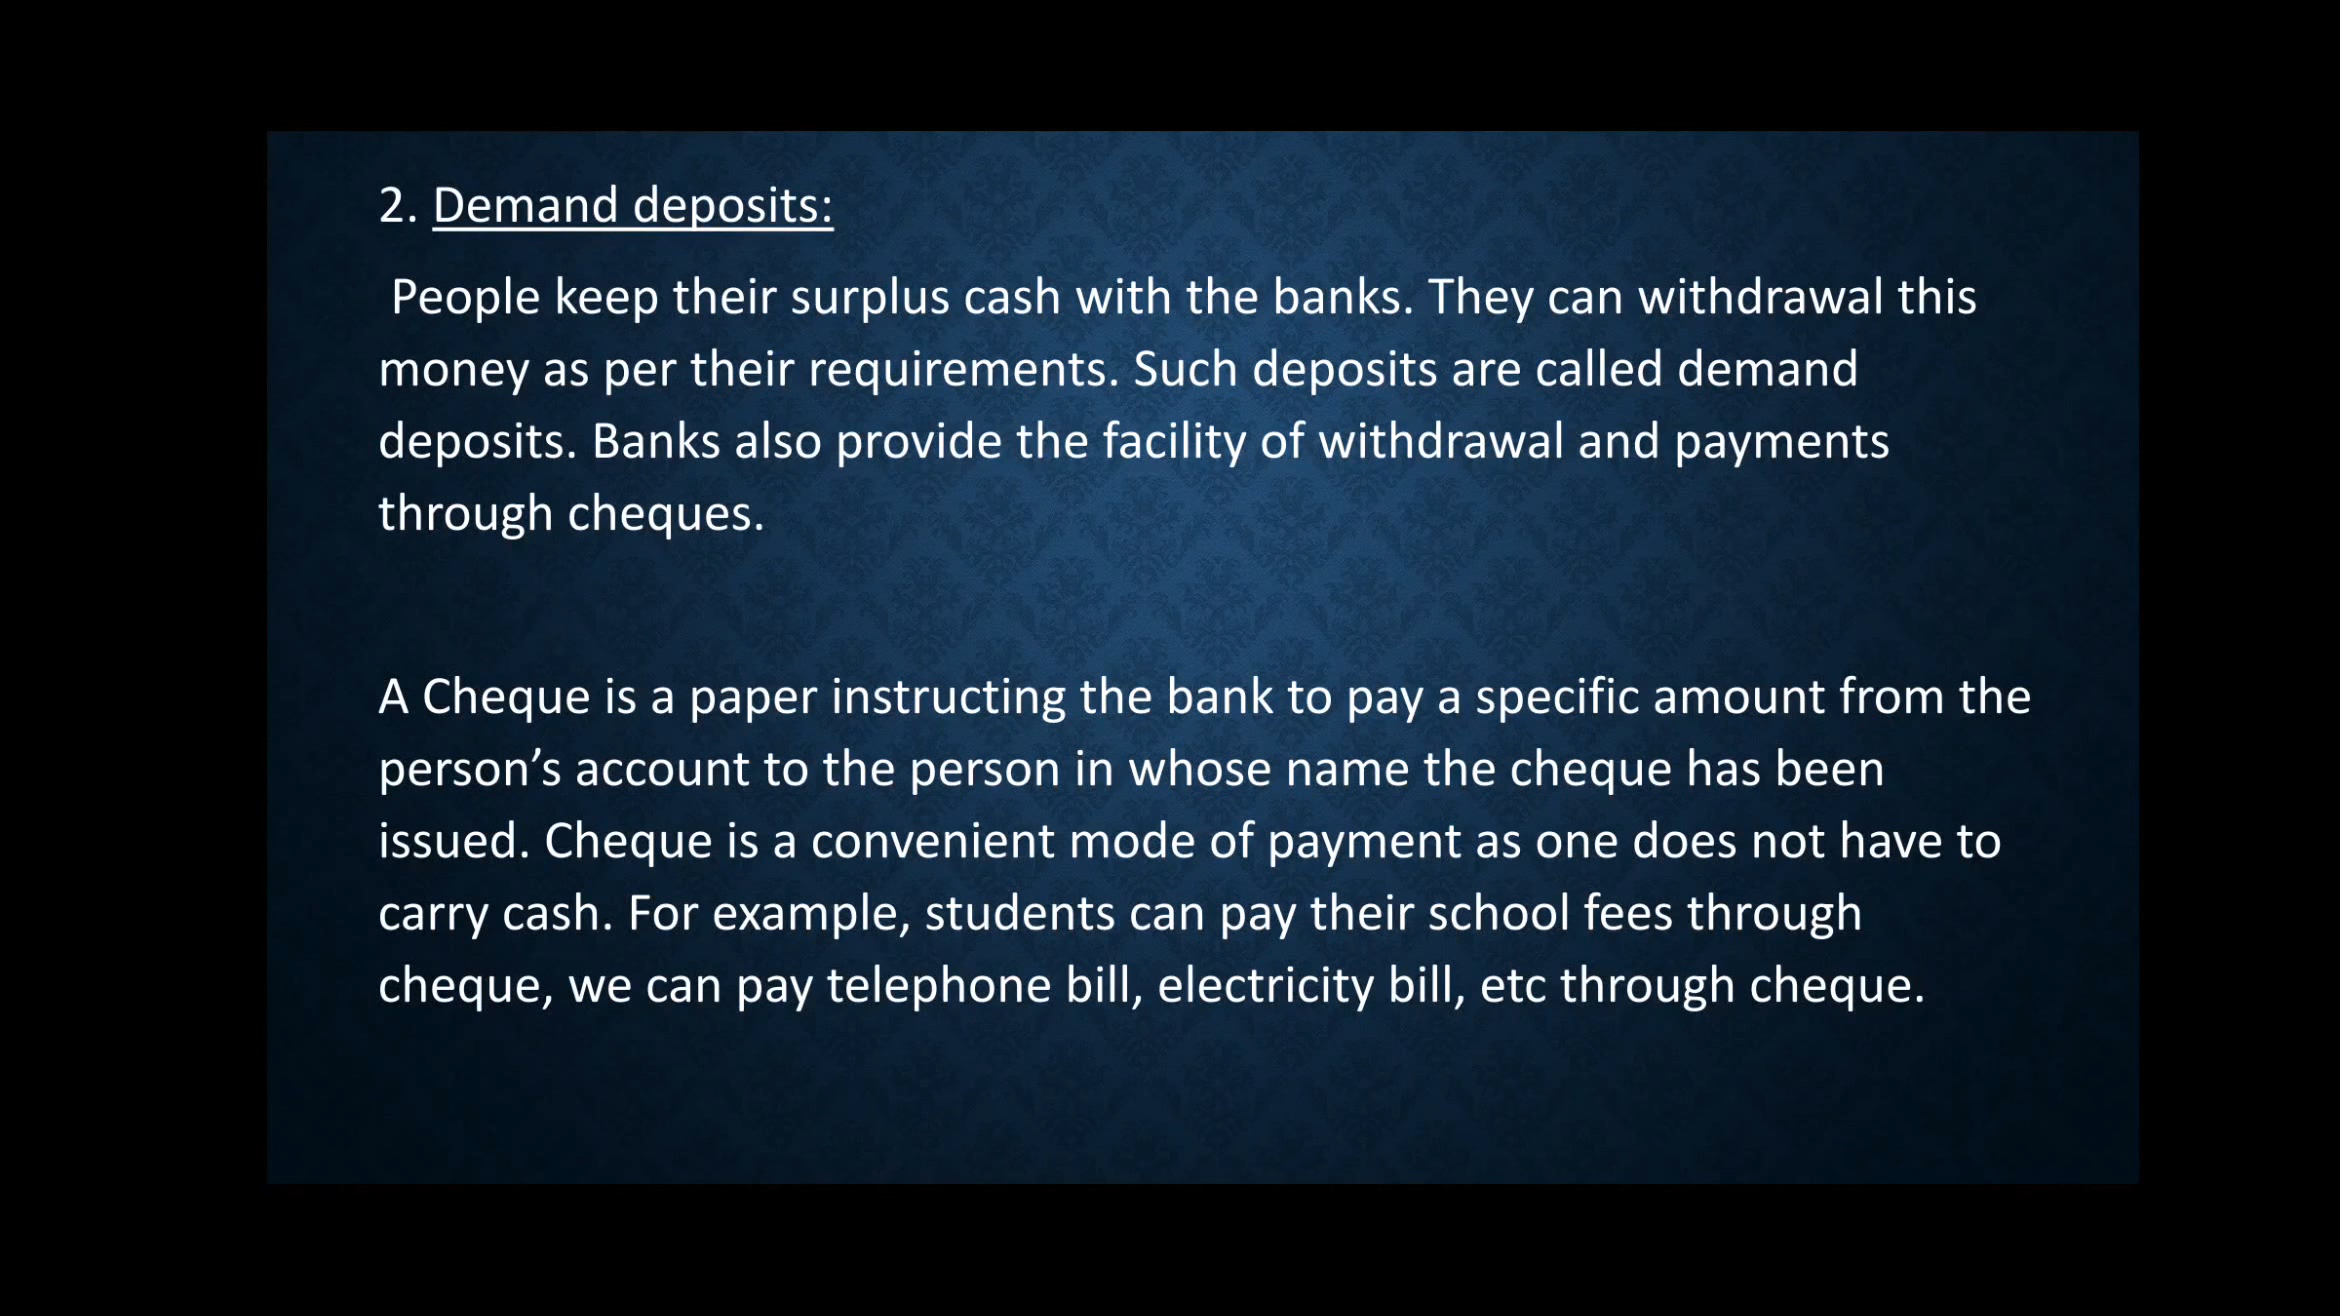 2. Demand deposits:
People keep their surplus cash with the banks. They can withdrawal this
money as per their requirements. Such deposits are called demand
deposits. Banks also provide the facility of withdrawal and payments
through cheques.
A Cheque is a paper instructing the bank to pay a specific amount from the
person’s account to the person in whose name the cheque has been
issued. Cheque is a convenient mode of payment as one does not have to
carry cash. For example, students can pay their school fees through
cheque, we can pay telephone bill, electricity bill, etc through cheque.